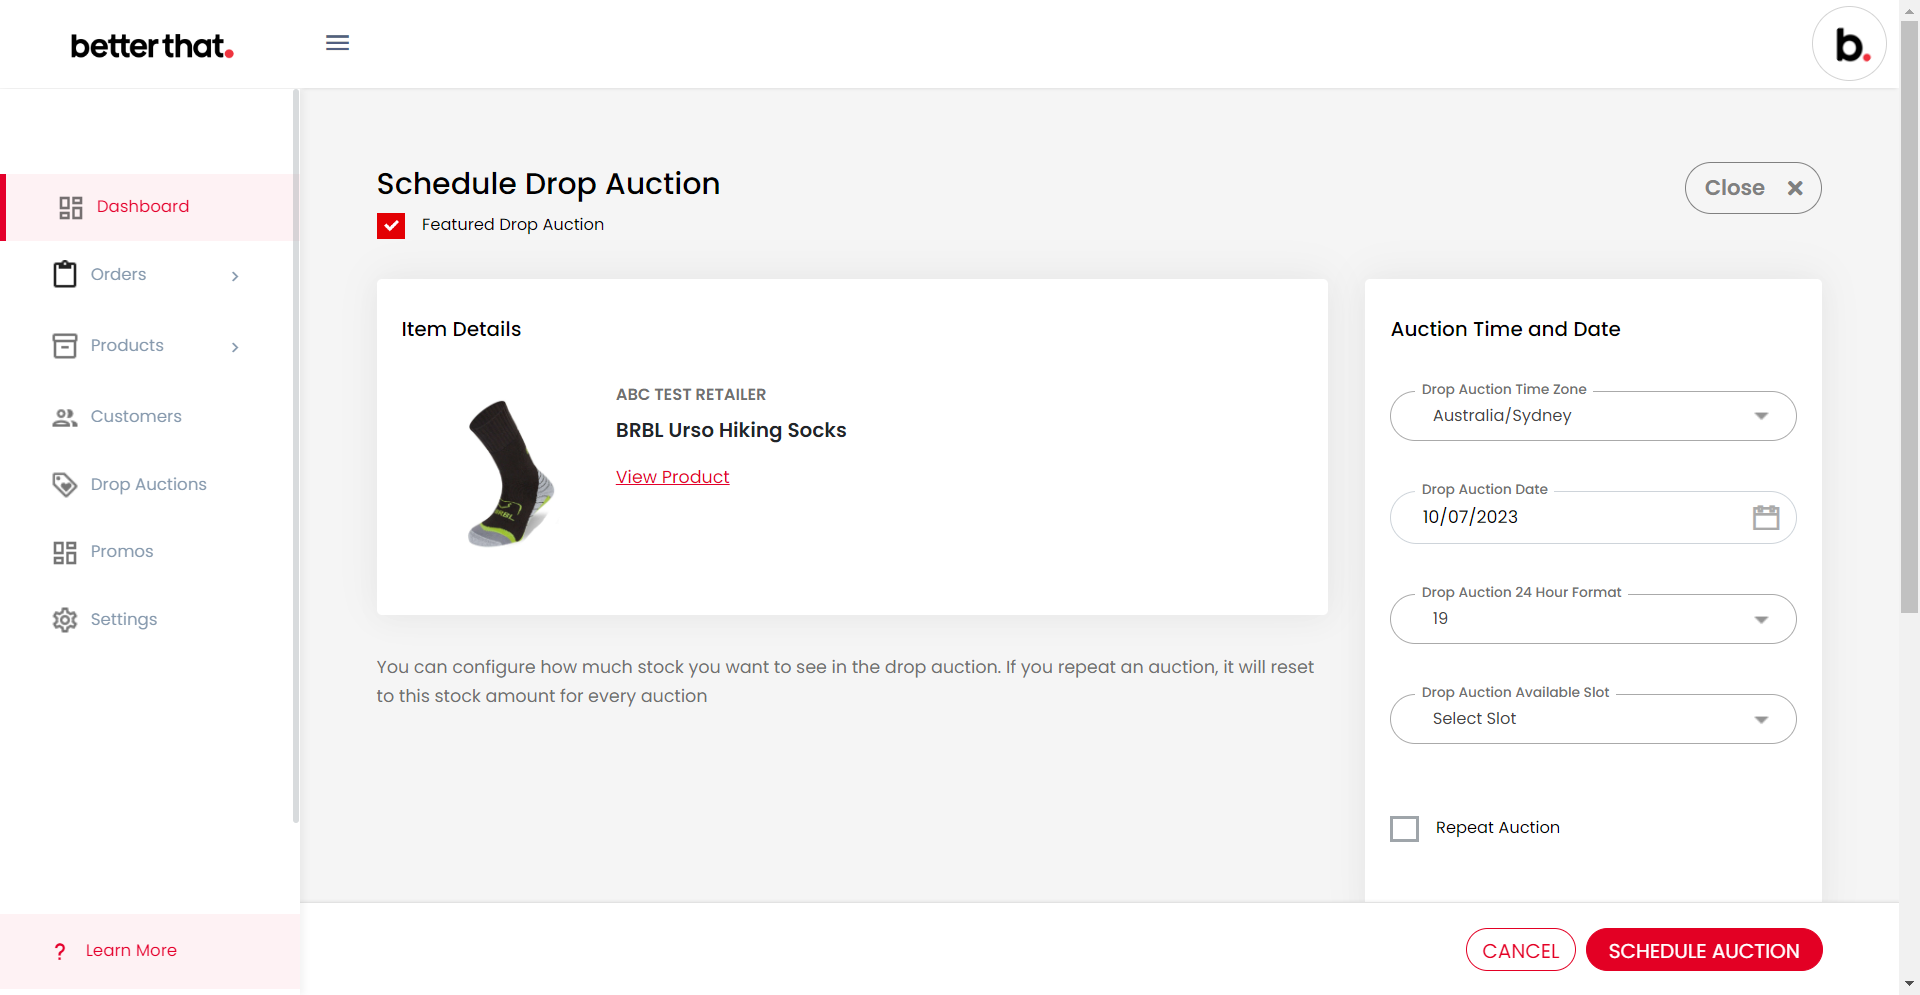 better that.
b.
Dashboard
Orders
Products
Customers
Drop Auctions
Promos
Settings
? Learn More
Schedule Drop Auction
Featured Drop Auction
Close
Item Details
ABC TEST RETAILER
BRBL Urso Hiking Socks
View Product
BRBL
You can configure how much stock you want to see in the drop auction. If you repeat an auction, it will reset
to this stock amount for every auction
Auction Time and Date
Drop Auction Time Zone
Australia/Sydney
Drop Auction Date
10/07/2023
Drop Auction 24 Hour Format
19
Drop Auction Available Slot
Select Slot
Repeat Auction
CANCEL
SCHEDULE AUCTION